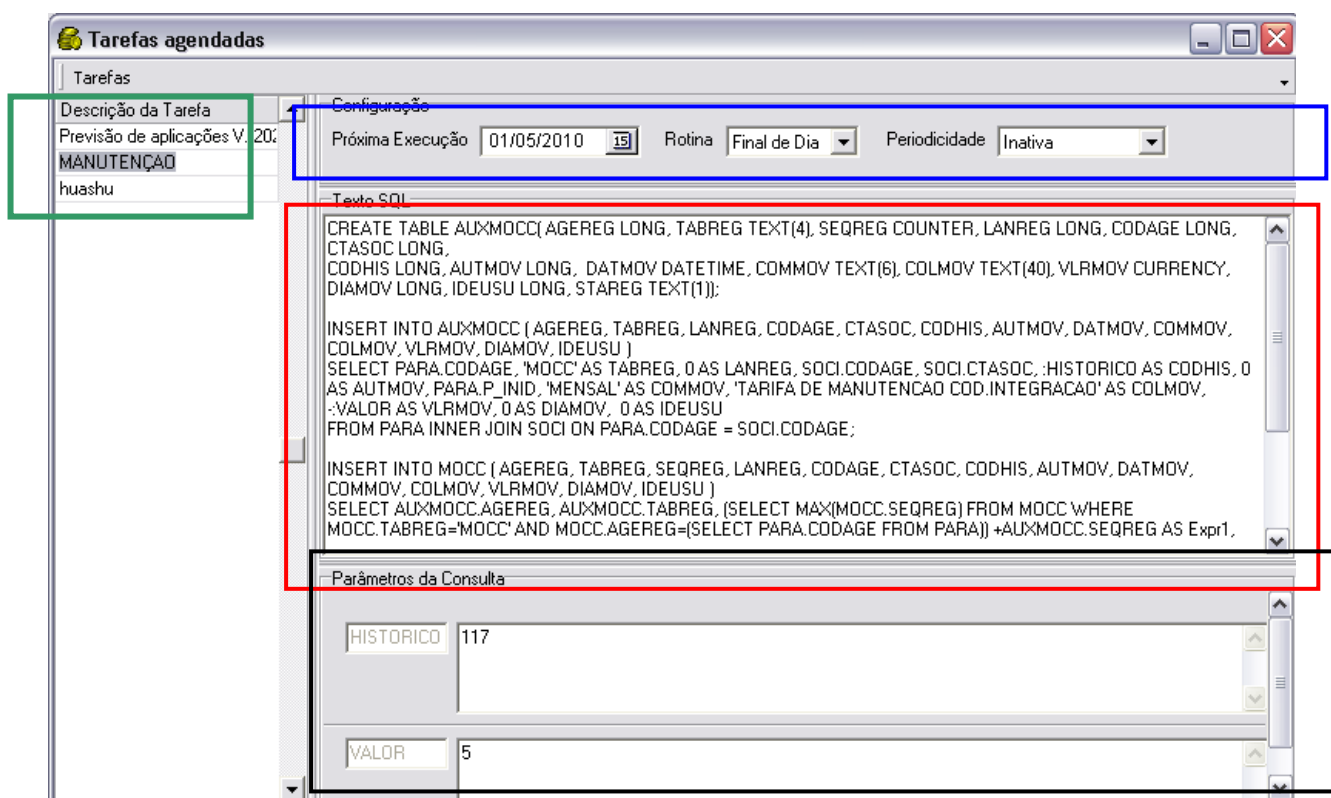 Tarefas agendadas
Tarefas
Descrição da Tarefa
Previsão de aplicações V. 202
MANUTENÇAO
huashu
Configuração
Próxima Execução 01/05/2010 15 Rotina Final de Dia Periodicidade Inativa
Texto SQL
CREATE TABLE AUXMOCC( AGEREG LONG, TABREG TEXT(4), SEQREG COUNTER, LANREG LONG, CODAGE LONG,
CTASOC LONG,
CODHIS LONG, AUTMOV LONG,  DATMOV DATETIME, COMMOV TEXT(6), COLMOV TEXT(40), VLRMOV CURRENCY,
DIAMOV LONG, IDEUSU LONG, STAREG TEXT(1));
INSERT INTO AUXMOCC ( AGEREG, TABREG, LANREG, CODAGE, CTASOC, CODHIS, AUTMOV, DATMOV, COMMOV,
COLMOV, VLRMOV, DIAMOV, IDEUSU )
SELECT PARA.CODAGE, 'MOCC' AS TABREG, 0 AS LANREG, SOCI.CODAGE, SOCI.CTASOC, :HISTORICO AS CODHIS, 0
AS AUTMOV, PARA.P_INID, 'MENSAL' AS COMMOV, 'TARIFA DE MANUTENCAO COD.INTEGRACAO' AS COLMOV,
-:VALOR AS VLRMOV, 0 AS DIAMOV,  0 AS IDEUSU
FROM PARA INNER JOIN SOCI ON PARA.CODAGE = SOCI.CODAGE;
INSERT INTO MOCC ( AGEREG, TABREG, SEQREG, LANREG, CODAGE, CTASOC, CODHIS, AUTMOV, DATMOV,
COMMOV, COLMOV, VLRMOV, DIAMOV, IDEUSU )
SELECT AUXMOCC.AGEREG, AUXMOCC.TABREG, (SELECT MAX(MOCC.SEQREG) FROM MOCC WHERE
MOCC.TABREG='MOCC' AND MOCC.AGEREG=(SELECT PARA.CODAGE FROM PARA)) +AUXMOCC.SEQREG AS Expr1,
Parâmetros da Consulta
HISTORICO 117
VALOR 5